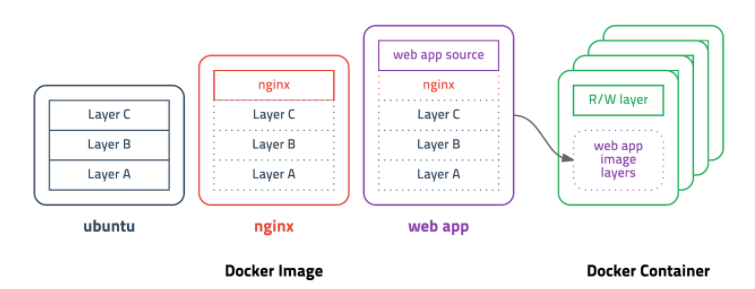 Layer C
Layer B
Layer A
ubuntu
nginx
Layer C
Layer B
Layer A
nginx
web app source
nginx
Layer C
Layer B
Layer A
web app
R/W layer
web app
image
layers
Docker Image
Docker Container